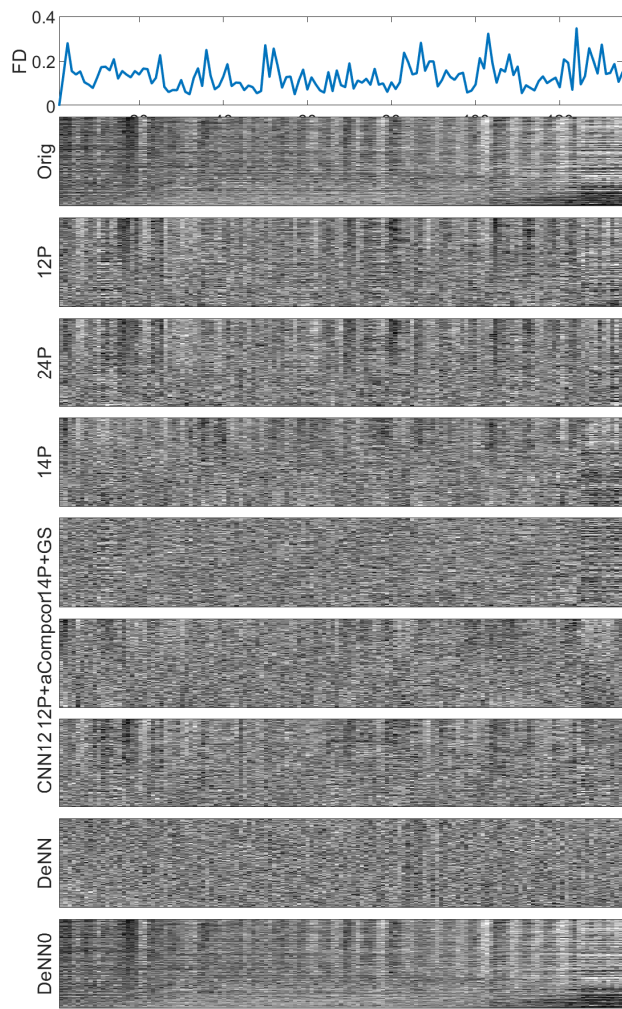 FD
0.4
0.2
0
Orig
12P
24P
14P
14P+GS
12P+aCompcor
CNN12
DeNN
DeNN0